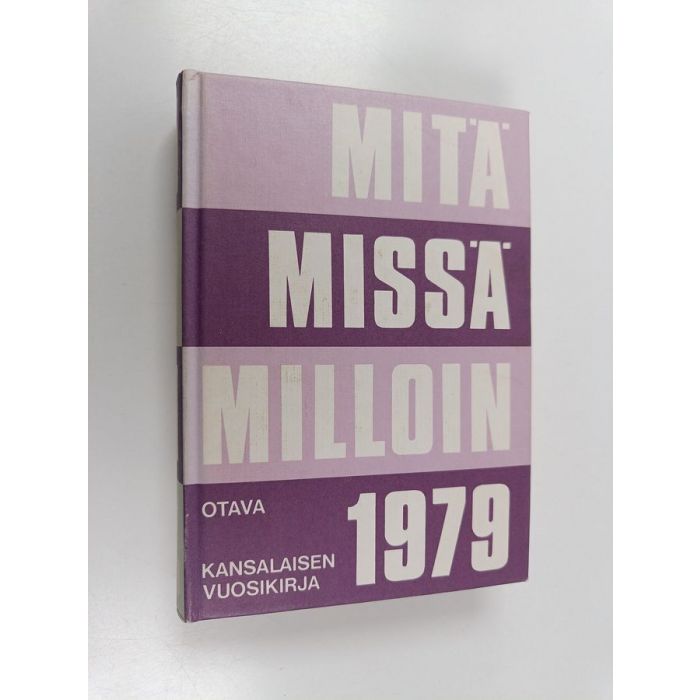 MITÄ
MISSÄ
MILLOIN
1979
OTAVA
KANSALAISEN
VUOSIKIRJA